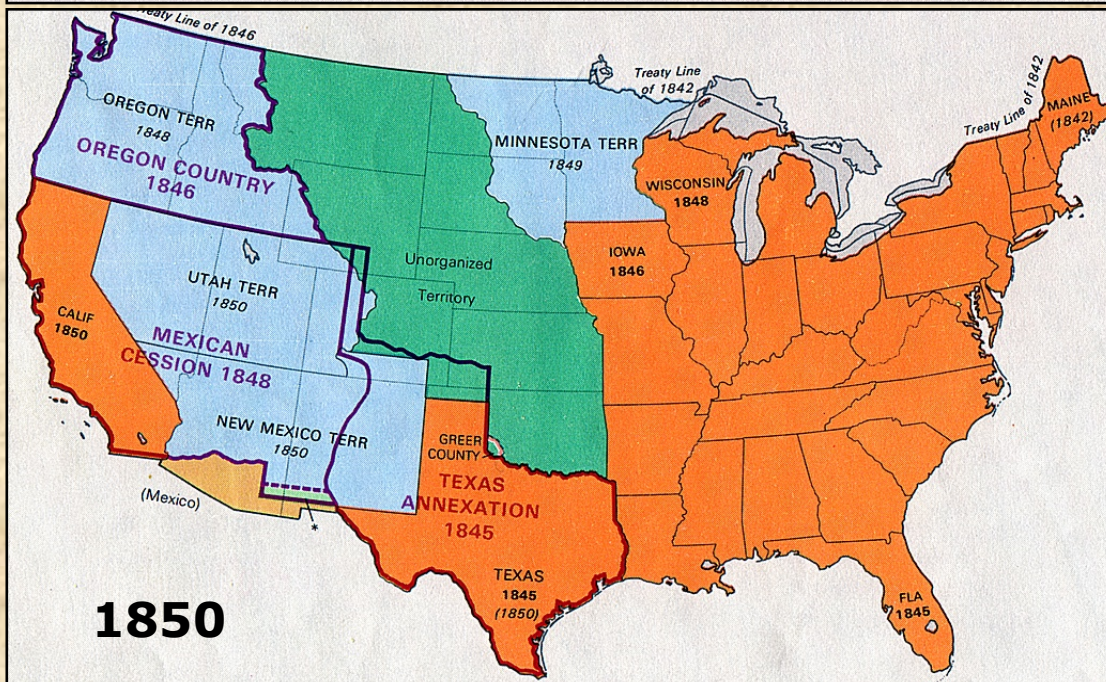 Treaty Line of 1846
Treaty Line
of 1842
Treaty Line of 1842
MAINE
(1842)
OREGON TERR
1848
OREGON COUNTRY
1846
MINNESOTA TERR
1849
WISCONSIN
1848
IOWA
1846
Unorganized
Territory
UTAH TERR
1850
CALIF
1850
MEXICAN
CESSION 1848
NEW MEXICO TERR
1850
GREER
COUNTY
TEXAS
ANNEXATION
1845
(Mexico)
*
TEXAS
1845
(1850)
FLA
1845
1850